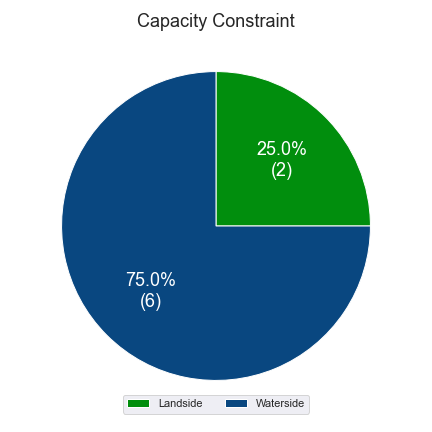 Capacity Constraint
25.0%
(2)
75.0%
(6)
Landside
Waterside